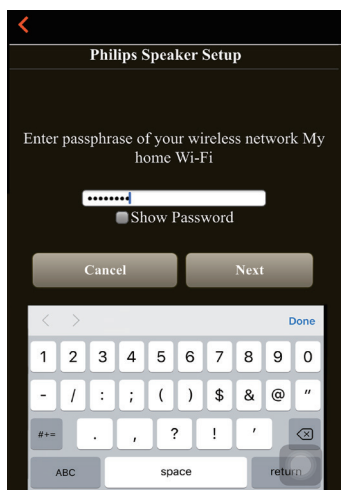 Philips Speaker Setup
Enter passphrase of your wireless network My
home Wi-Fi
••••••••
Show Password
Cancel Next
Done
1 2 3 4 5 6 7 8 9 0
- / : ; ( ) $ & @ "
#+= . , ? ! '
ABC space return